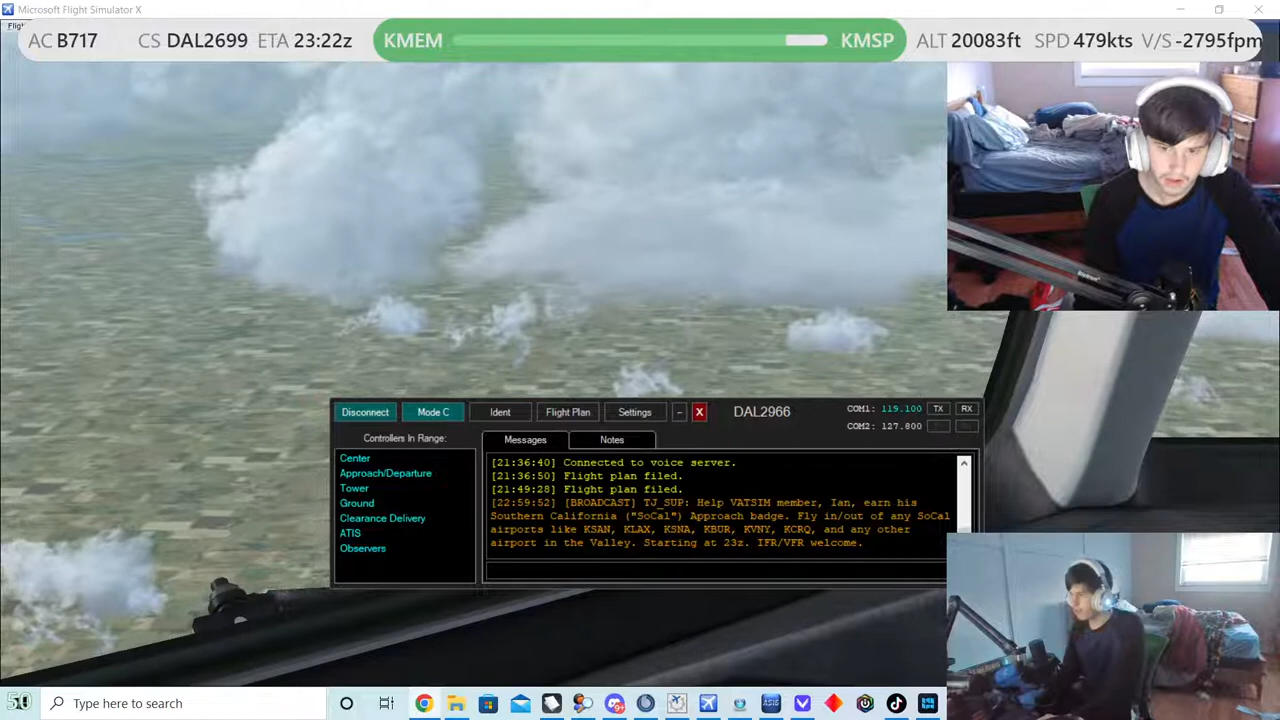 Microsoft Flight Simulator X
AC B717 CS DAL2699 ETA 23:22z KMEM KMSP ALT 20083ft SPD 479kts V/S -2795fpm
Disconnect Mode C Ident Flight Plan Settings – X DAL2966 COM1: 119.100 TX RX
COM2: 127.800
Controllers In Range: Messages Notes
Center
Approach/Departure
Tower
Ground
Clearance Delivery
ATIS
Observers
[21:36:40] Connected to voice server.
[21:36:50] Flight plan filed.
[21:49:28] Flight plan filed.
[22:59:52] [BROADCAST] TJ_SUP: Help VATSIM member, Ian, earn his
Southern California ("SoCal") Approach badge. Fly in/out of any SoCal
airports like KSAN, KLAX, KSNA, KBUR, KVNY, KCRQ, and any other
airport in the Valley. Starting at 23z. IFR/VFR welcome.
50 Type here to search